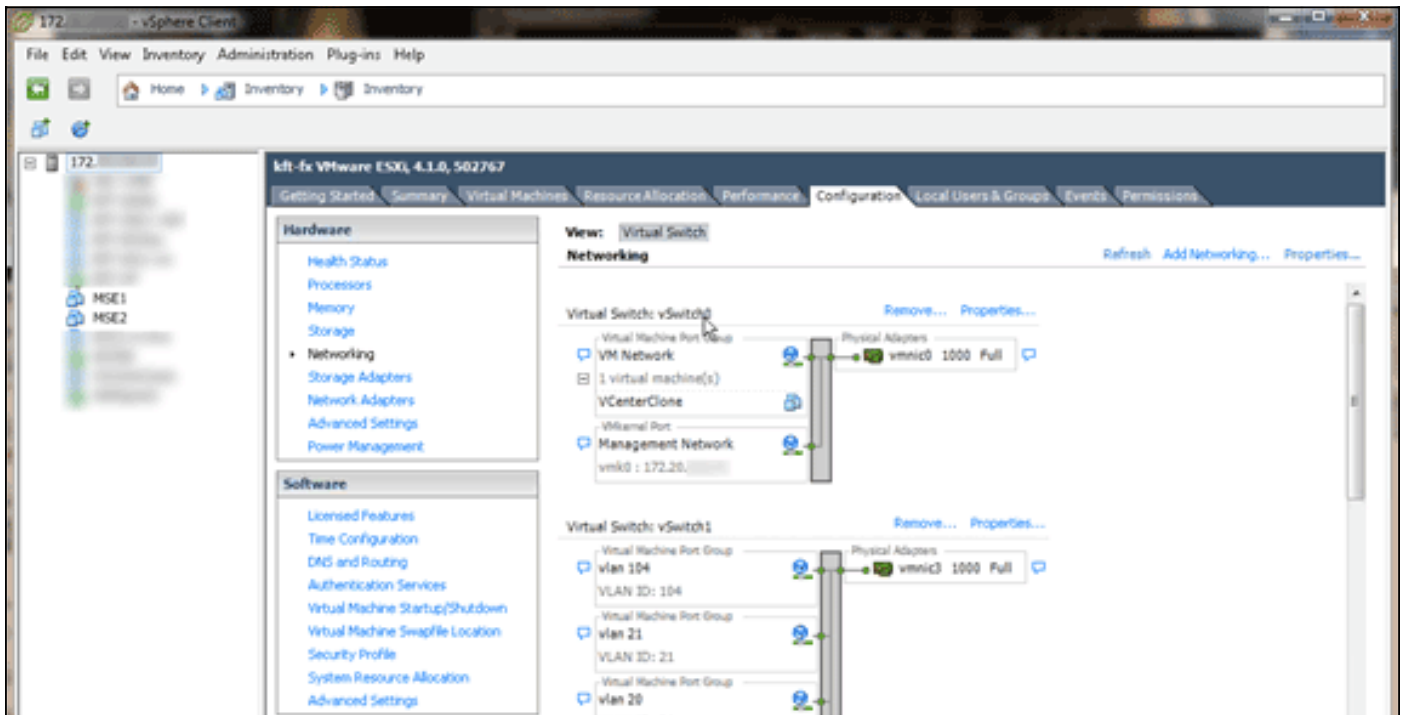 172. - vSphere Client
File Edit View Inventory Administration Plug-ins Help
Home Inventory Inventory
172.
MSE1
MSE2
kft-fx VMware ESXi, 4.1.0, 502767
Getting Started Summary Virtual Machines Resource Allocation Performance Configuration Local Users & Groups Events Permissions
Hardware
Health Status
Processors
Memory
Storage
Networking
Storage Adapters
Network Adapters
Advanced Settings
Power Management
Software
Licensed Features
Time Configuration
DNS and Routing
Authentication Services
Virtual Machine Startup/Shutdown
Virtual Machine Swapfile Location
Security Profile
System Resource Allocation
Advanced Settings
View: Virtual Switch
Networking
Refresh Add Networking... Properties...
Virtual Switch: vSwitch0 Remove... Properties...
Virtual Machine Port Group Physical Adapters
VM Network vmnic0 1000 Full
1 virtual machine(s)
VCenterClone
VMkernel Port
Management Network
vmk0 : 172.20.
Virtual Switch: vSwitch1 Remove... Properties...
Virtual Machine Port Group Physical Adapters
vlan 104 vmnic3 1000 Full
VLAN ID: 104
Virtual Machine Port Group
vlan 21
VLAN ID: 21
Virtual Machine Port Group
vlan 20